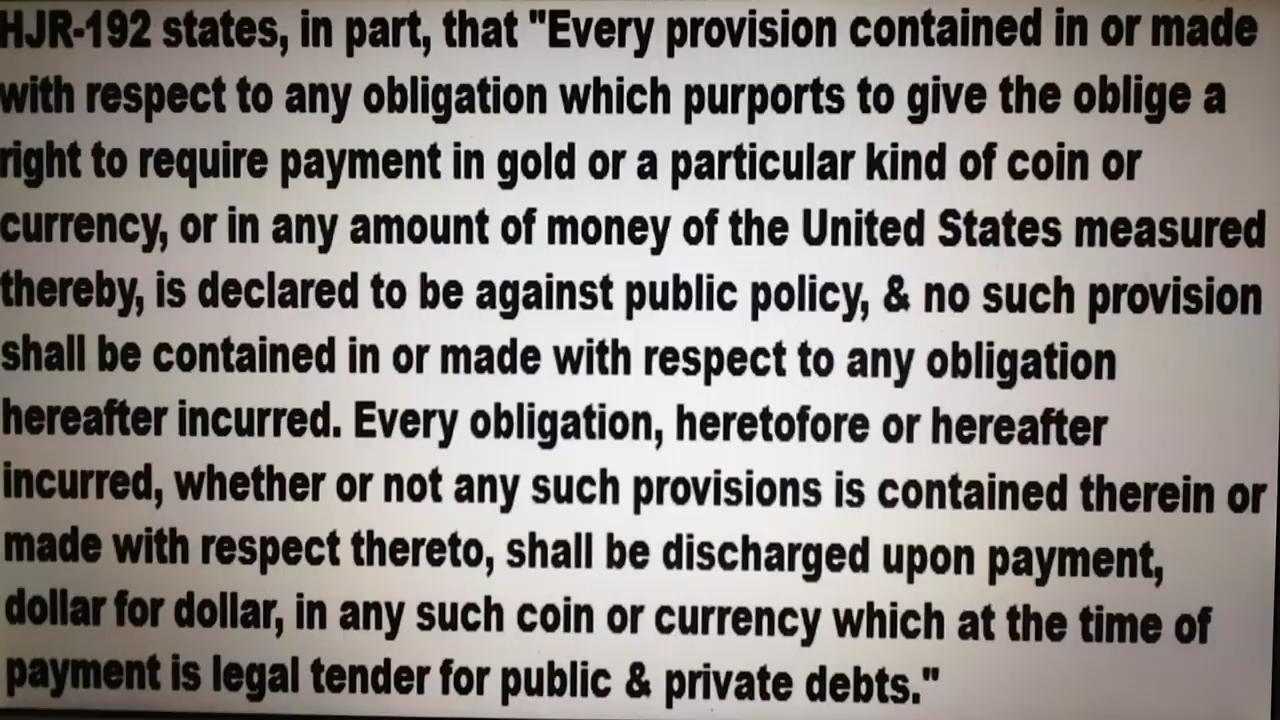 HJR-192 states, in part, that "Every provision contained in or made
with respect to any obligation which purports to give the oblige a
right to require payment in gold or a particular kind of coin or
currency, or in any amount of money of the United States measured
thereby, is declared to be against public policy, & no such provision
shall be contained in or made with respect to any obligation
hereafter incurred. Every obligation, heretofore or hereafter
incurred, whether or not any such provisions is contained therein or
made with respect thereto, shall be discharged upon payment,
dollar for dollar, in any such coin or currency which at the time of
payment is legal tender for public & private debts."